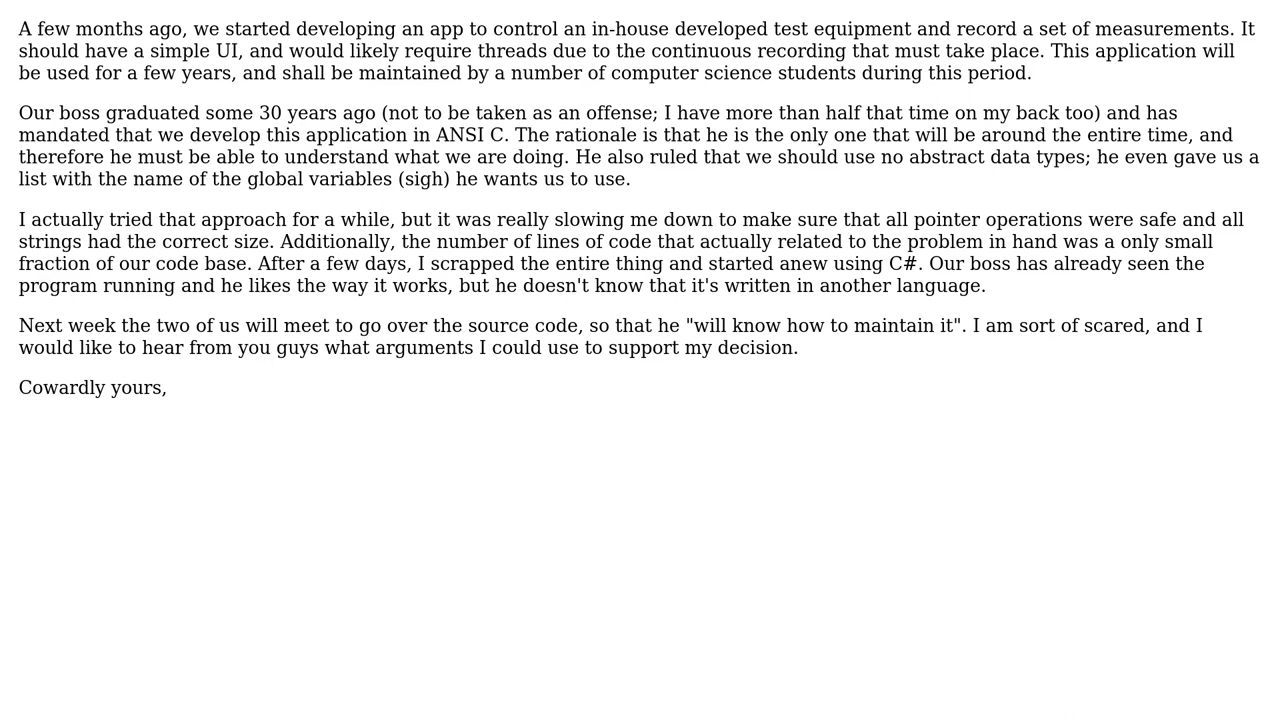 A few months ago, we started developing an app to control an in-house developed test equipment and record a set of measurements. It
should have a simple UI, and would likely require threads due to the continuous recording that must take place. This application will
be used for a few years, and shall be maintained by a number of computer science students during this period.
Our boss graduated some 30 years ago (not to be taken as an offense; I have more than half that time on my back too) and has
mandated that we develop this application in ANSI C. The rationale is that he is the only one that will be around the entire time, and
therefore he must be able to understand what we are doing. He also ruled that we should use no abstract data types; he even gave us a
list with the name of the global variables (sigh) he wants us to use.
I actually tried that approach for a while, but it was really slowing me down to make sure that all pointer operations were safe and all
strings had the correct size. Additionally, the number of lines of code that actually related to the problem in hand was a only small
fraction of our code base. After a few days, I scrapped the entire thing and started anew using C#. Our boss has already seen the
program running and he likes the way it works, but he doesn't know that it's written in another language.
Next week the two of us will meet to go over the source code, so that he "will know how to maintain it". I am sort of scared, and I
would like to hear from you guys what arguments I could use to support my decision.
Cowardly yours,